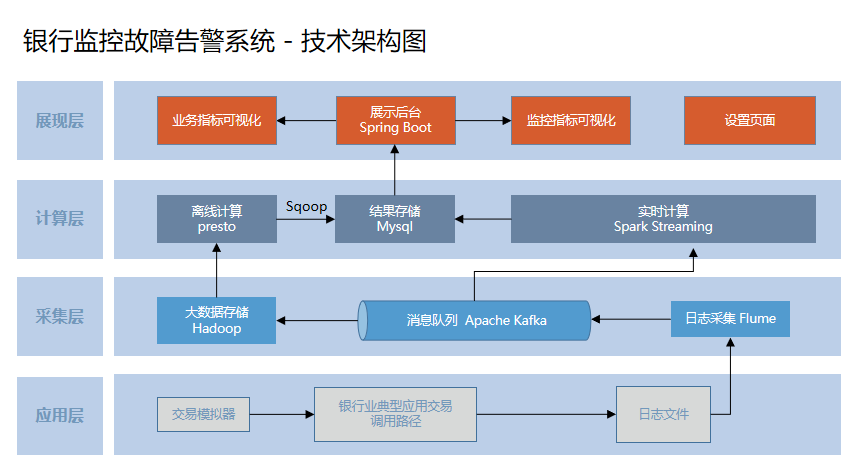 银行监控故障告警系统 - 技术架构图
展现层
业务指标可视化
展示后台
Spring Boot
监控指标可视化
设置页面
计算层
离线计算
presto
Sqoop
结果存储
Mysql
实时计算
Spark Streaming
采集层
大数据存储
Hadoop
消息队列 Apache Kafka
日志采集 Flume
应用层
交易模拟器
银行业典型应用交易
调用路径
日志文件